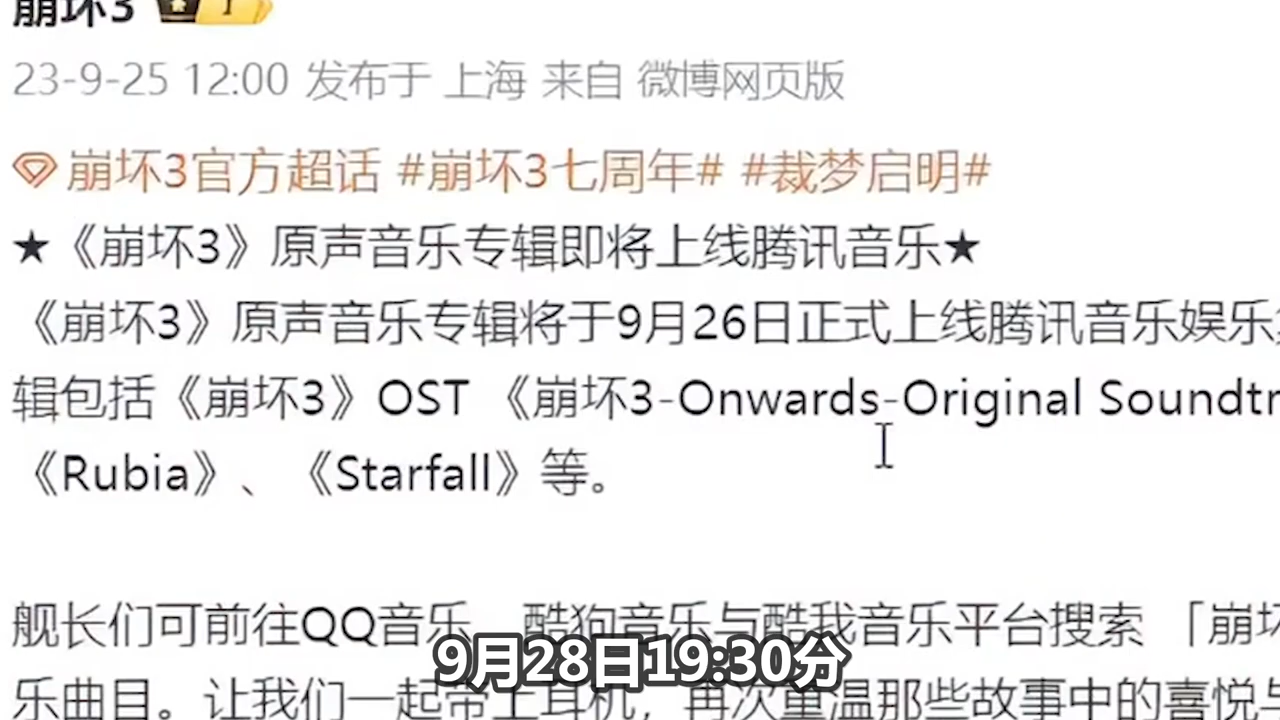 崩坏3
23-9-25 12:00 发布于 上海 来自 微博网页版
崩坏3官方超话 #崩坏3七周年# #裁梦启明#
★《崩坏3》原声音乐专辑即将上线腾讯音乐★
《崩坏3》原声音乐专辑将于9月26日正式上线腾讯音乐娱乐
辑包括《崩坏3》OST 《崩坏3-Onwards-Original Soundtr
《Rubia》、《Starfall》等。
舰长们可前往QQ音乐、酷狗音乐与酷我音乐平台搜索 「崩坏
乐曲目。让我们一起带上耳机，再次重温那些故事中的喜悦与
9月28日19:30分